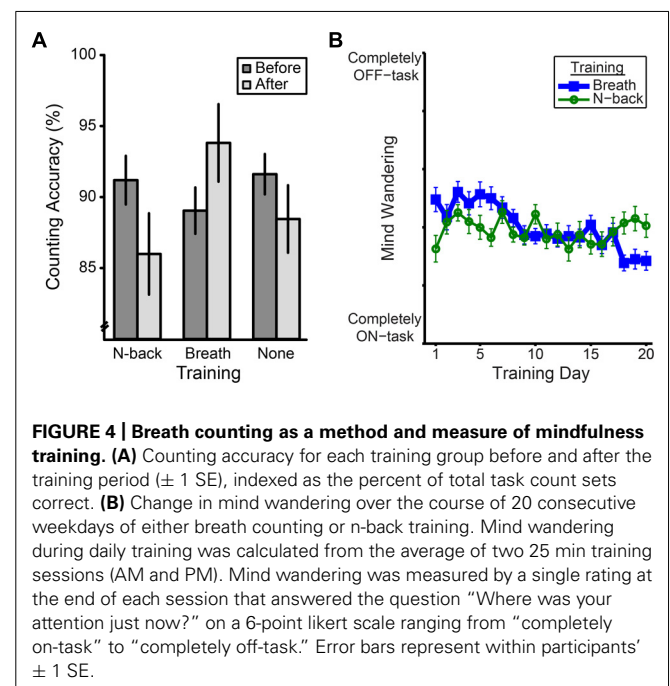 A
B
100
95
90
85
Counting Accuracy (%)
Before
After
N-back Breath None
Training
Completely
OFF−task
Mind Wandering
Completely
ON−task
Training
Breath
N−back
1 5 10 15 20
Training Day
FIGURE 4 | Breath counting as a method and measure of mindfulness
training. (A) Counting accuracy for each training group before and after the
training period (± 1 SE), indexed as the percent of total task count sets
correct. (B) Change in mind wandering over the course of 20 consecutive
weekdays of either breath counting or n-back training. Mind wandering
during daily training was calculated from the average of two 25 min training
sessions (AM and PM). Mind wandering was measured by a single rating at
the end of each session that answered the question “Where was your
attention just now?” on a 6-point likert scale ranging from “completely
on-task” to “completely off-task.” Error bars represent within participants’
± 1 SE.